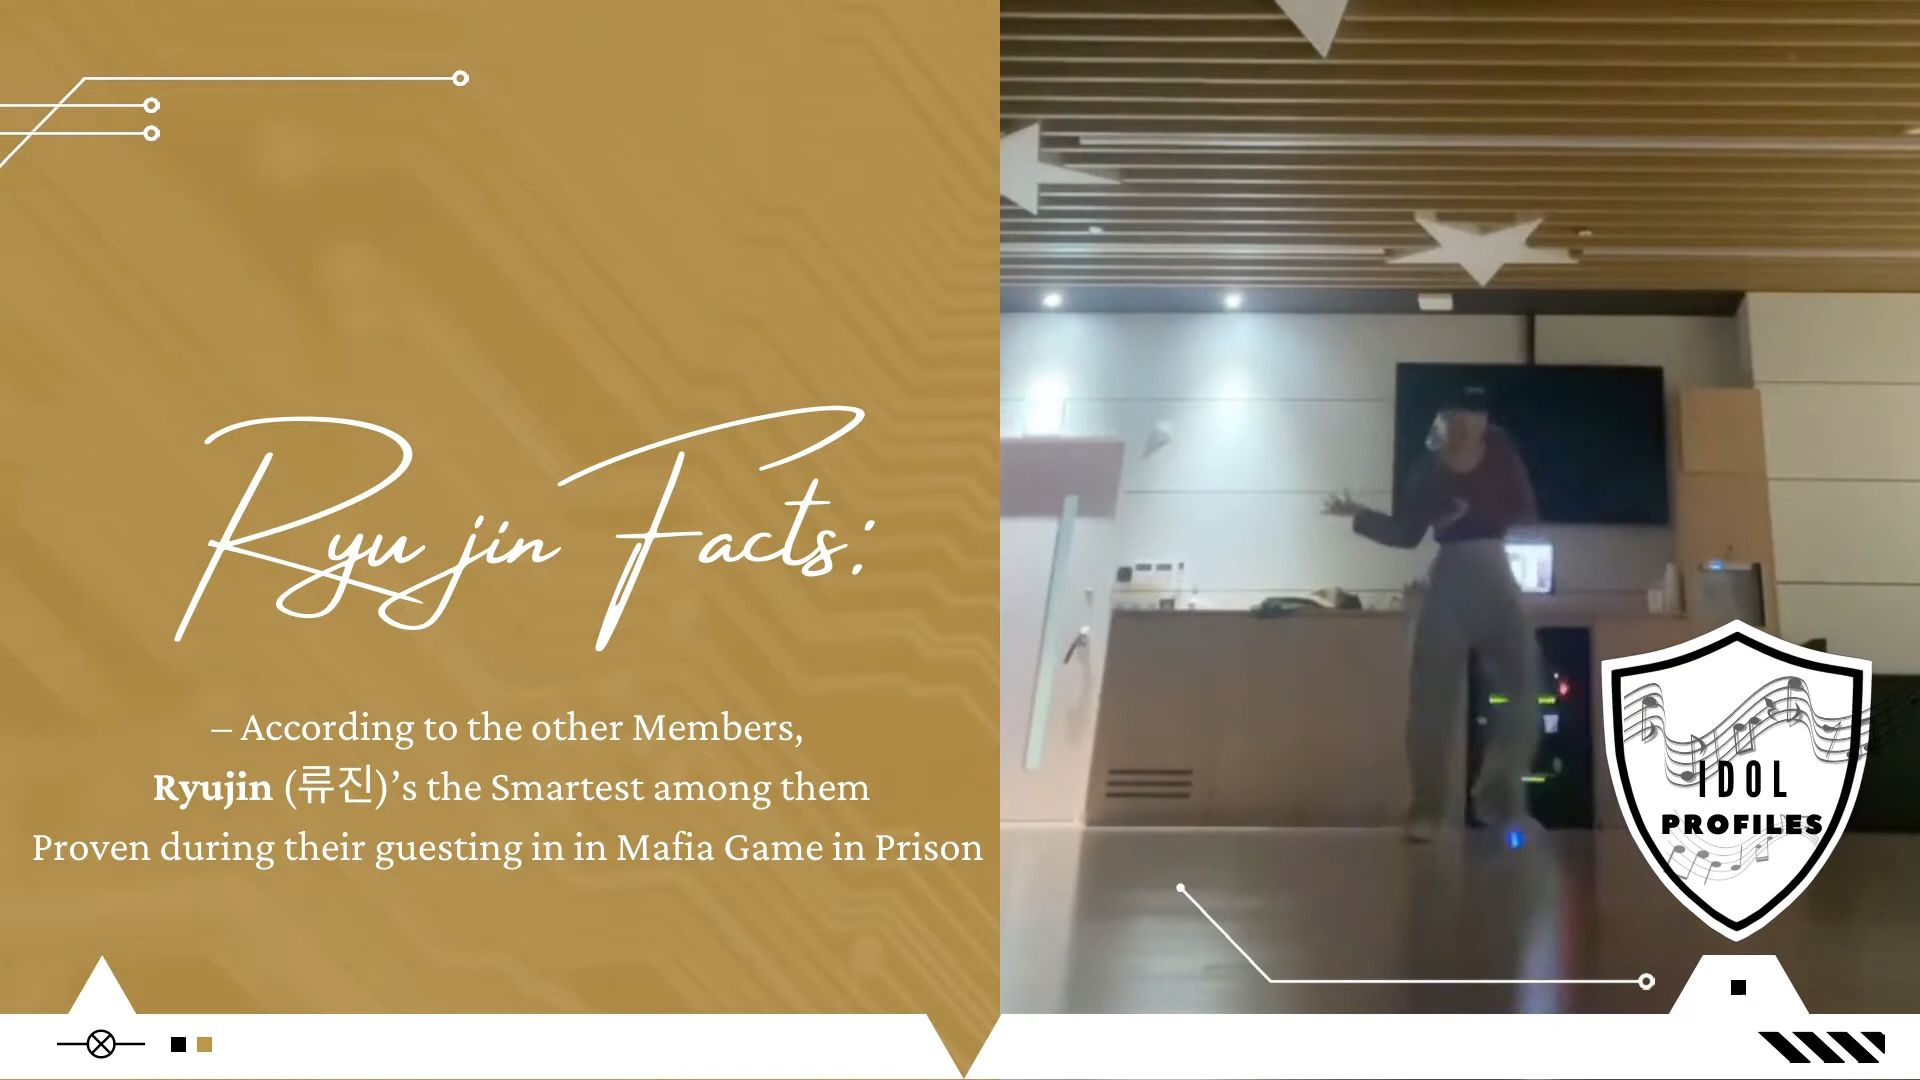 Ryujin Facts:
– According to the other Members,
Ryujin (류진)’s the Smartest among them
Proven during their guesting in in Mafia Game in Prison
IDOL
PROFILES